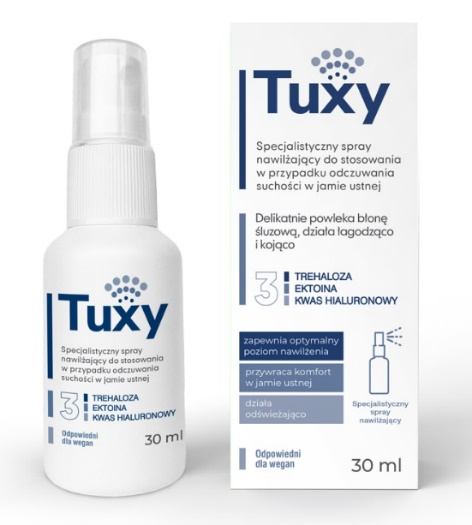 Tuxy
Specjalistyczny spray
nawilżający do stosowania
w przypadku odczuwania
suchości w jamie ustnej
3
TREHALOZA
EKTOINA
KWAS HIALURONOWY
Odpowiedni
dla wegan
30 ml
Tuxy
Specjalistyczny spray
nawilżający do stosowania
w przypadku odczuwania
suchości w jamie ustnej
Delikatnie powleka błonę
śluzową, działa łagodząco
i kojąco
3
TREHALOZA
EKTOINA
KWAS HIALURONOWY
zapewnia optymalny
poziom nawilżenia
przywraca komfort
w jamie ustnej
działa
odświeżająco
Specjalistyczny
spray
nawilżający
Odpowiedni
dla wegan
30 ml